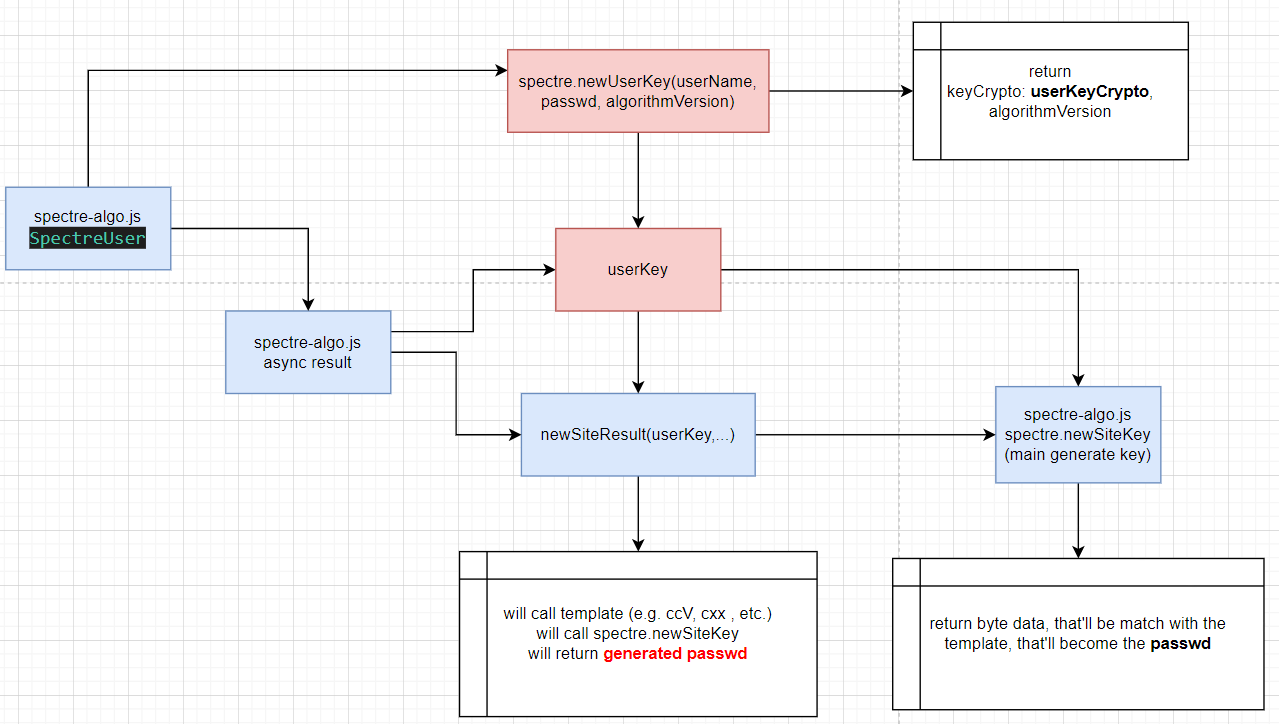 spectre.newUserKey(userName,
passwd, algorithmVersion)
return
keyCrypto: userKeyCrypto,
algorithmVersion
spectre-algo.js
SpectreUser
userKey
spectre-algo.js
async result
newSiteResult(userKey,...)
spectre-algo.js
spectre.newSiteKey
(main generate key)
will call template (e.g. ccV, cxx , etc.)
will call spectre.newSiteKey
will return generated passwd
return byte data, that'll be match with the
template, that'll become the passwd